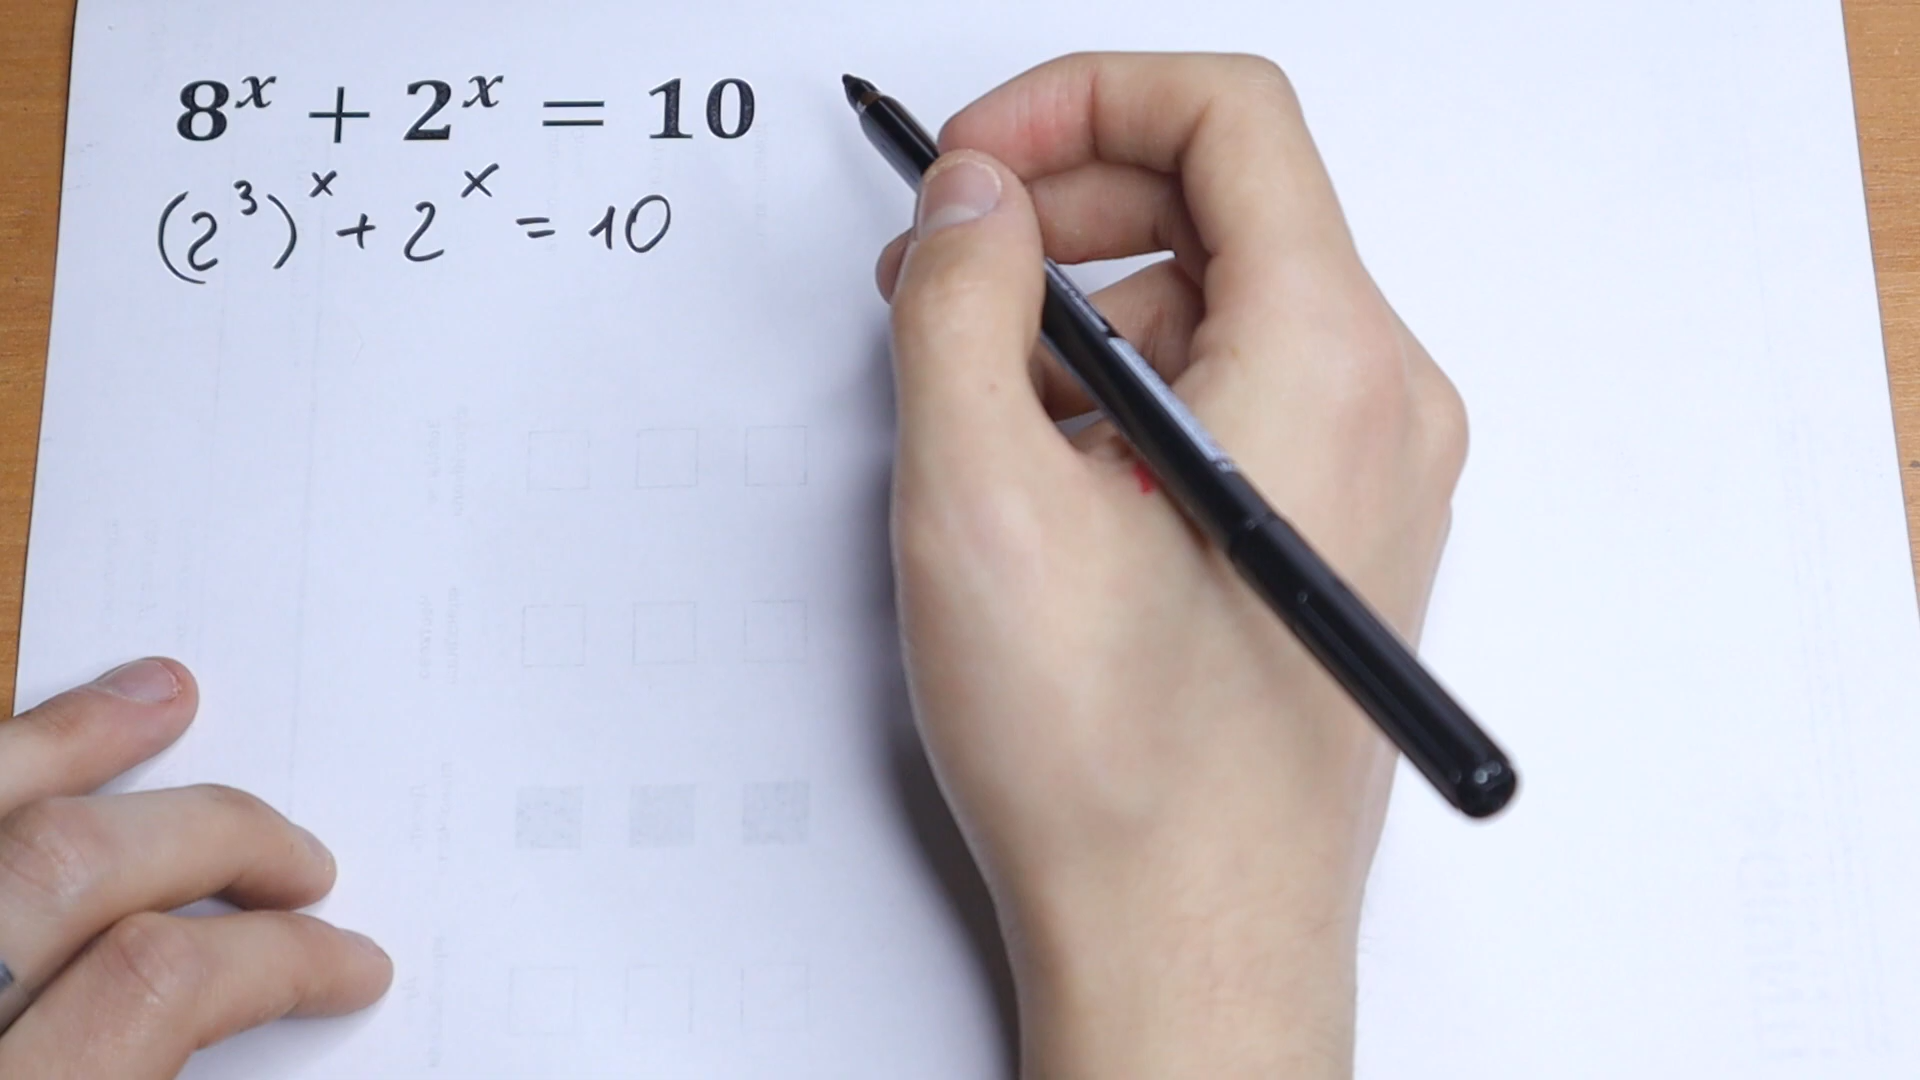 8^x + 2^x = 10
(2^3)^x + 2^x = 10